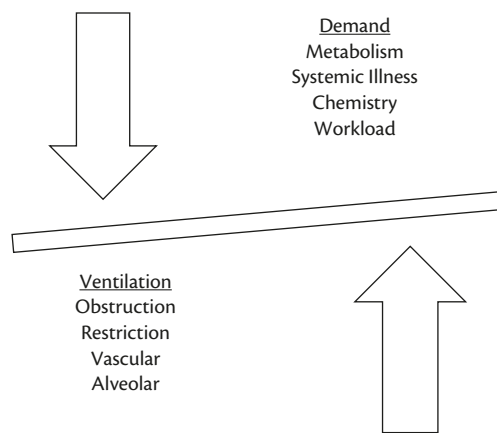 Demand
Metabolism
Systemic Illness
Chemistry
Workload
Ventilation
Obstruction
Restriction
Vascular
Alveolar